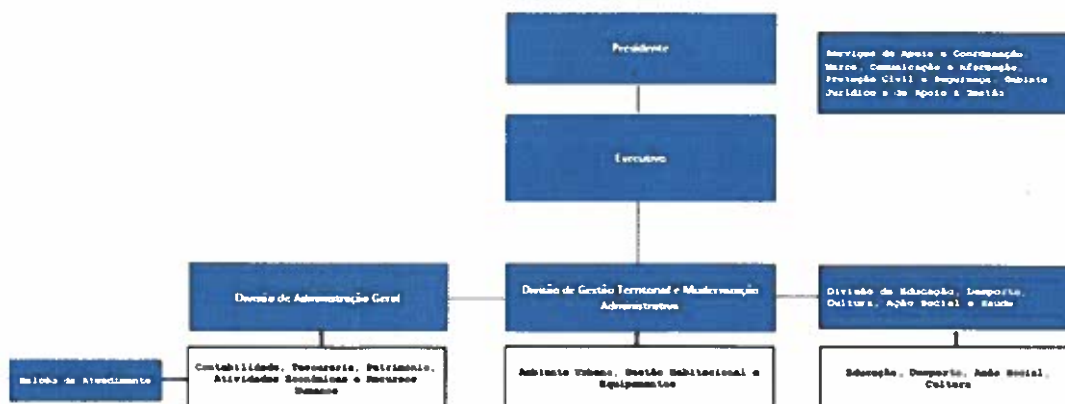 Presidente
Serviços de Apoio e Coordenação,
Marca, Comunicação e
Proteção Civil e Segurança, Gabinete
Jurídico e de Apoio à Gestão
Executivo
Divisão de Administração Geral
Divisão de Gestão Territorial e Modernização
Administrativa
Divisão de Educação, Desporto,
Cultura, Ação Social e Saúde
Balcões de Atendimento
Contabilidade, Tesouraria, Património,
Atividades Económicas e Recursos
Humanos
Ambiente Urbano, Gestão Habitacional e
Equipamentos
Educação, Desporto, Ação Social,
Cultura